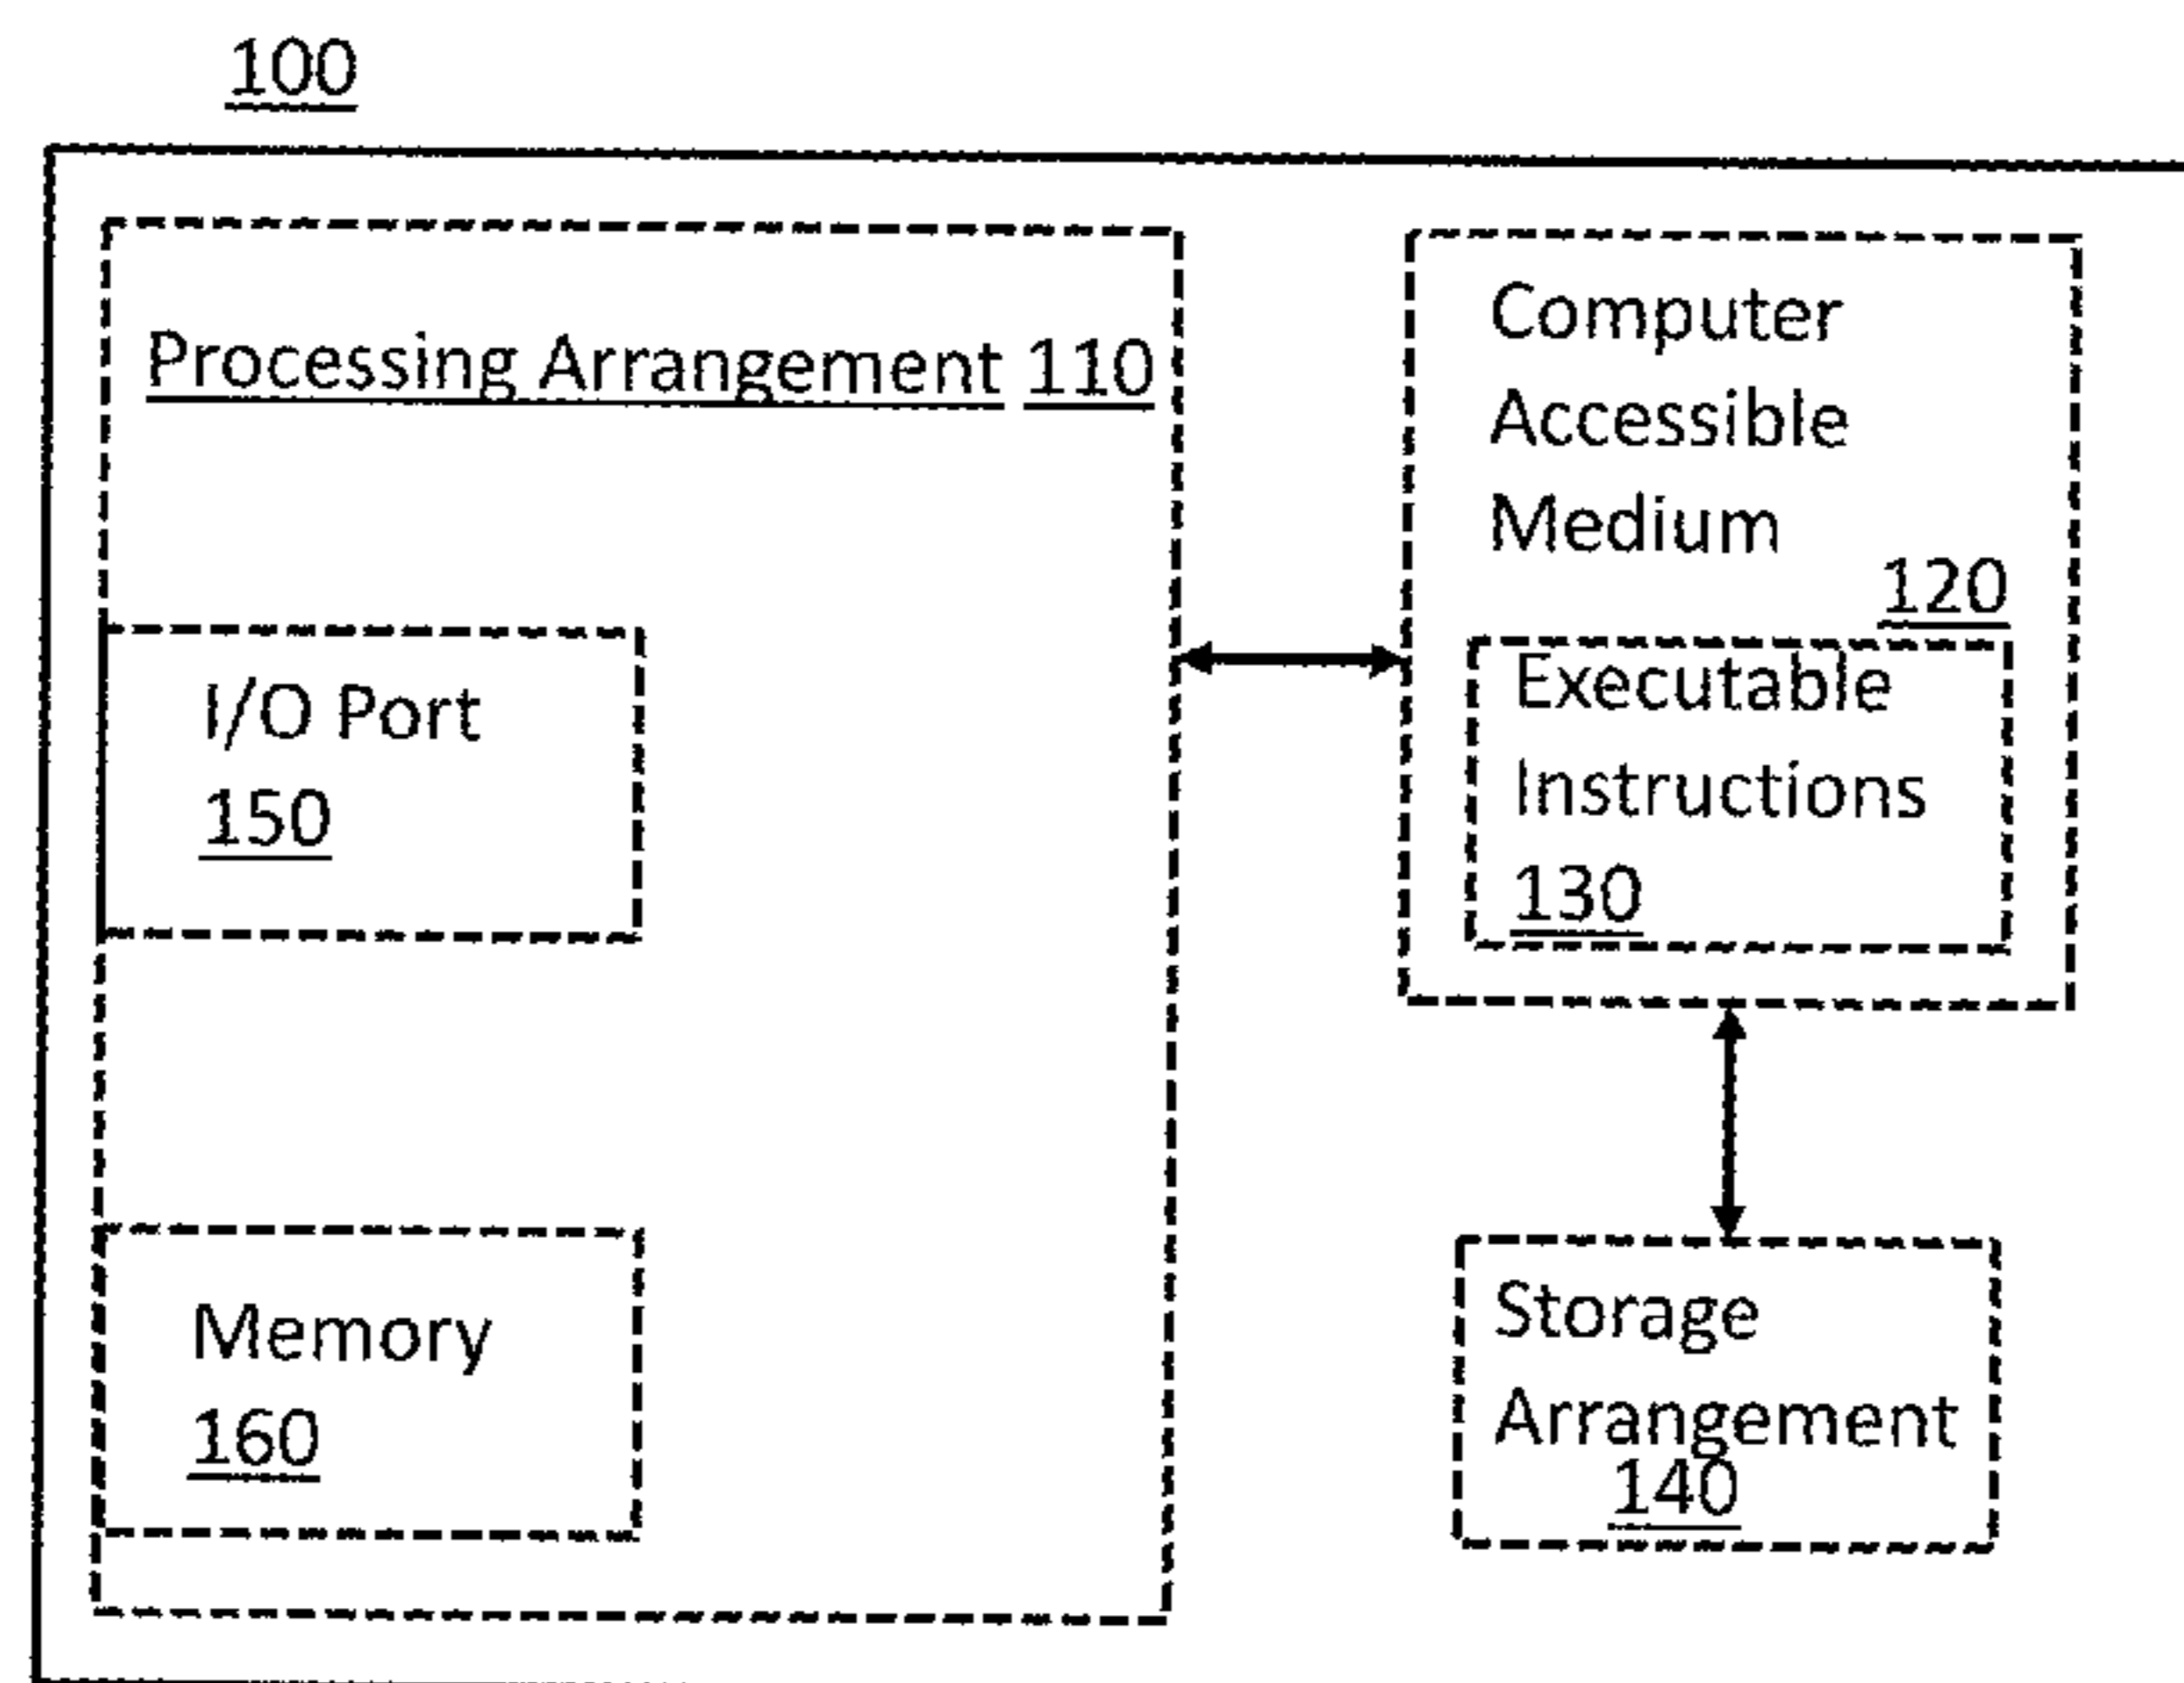 100
Processing Arrangement 110
I/O Port
150
Memory
160
Computer
Accessible
Medium
120
Executable
Instructions
130
Storage
Arrangement
140